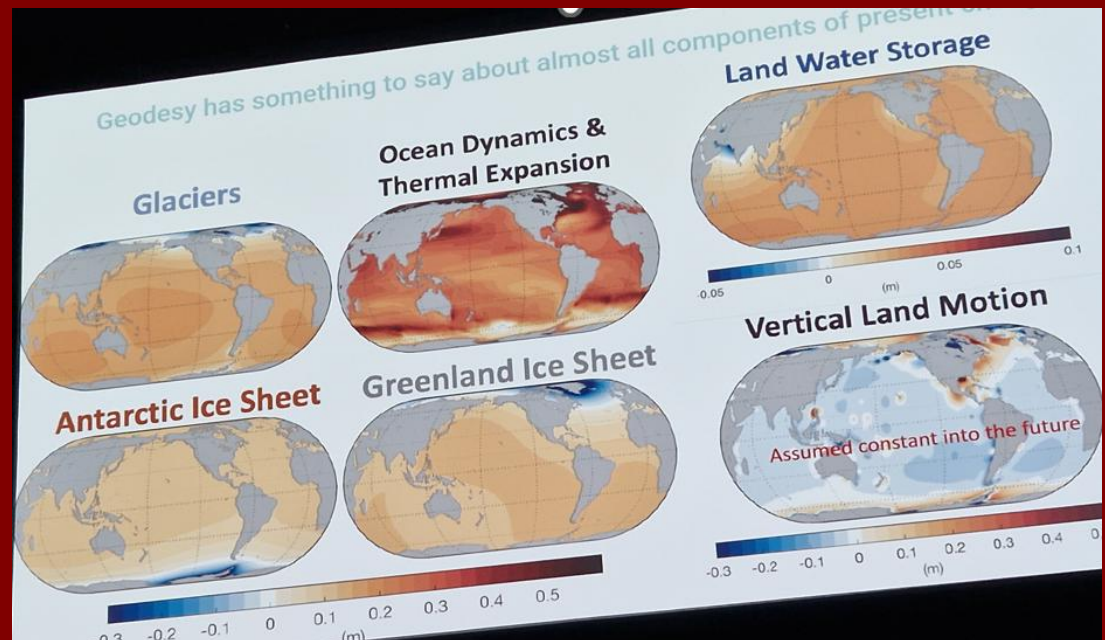 Geodesy has something to say about almost all components of present
Glaciers
Ocean Dynamics &
Thermal Expansion
Land Water Storage
-0.05
0
0.05
0.1
(m)
Antarctic Ice Sheet
Greenland Ice Sheet
Vertical Land Motion
Assumed constant into the future
-0.2
-0.1
0
0.1
0.2
0.3
0.4
0.5
(m)
-0.3
-0.2
-0.1
0
0.1
0.2
0.3
0.4
(m)